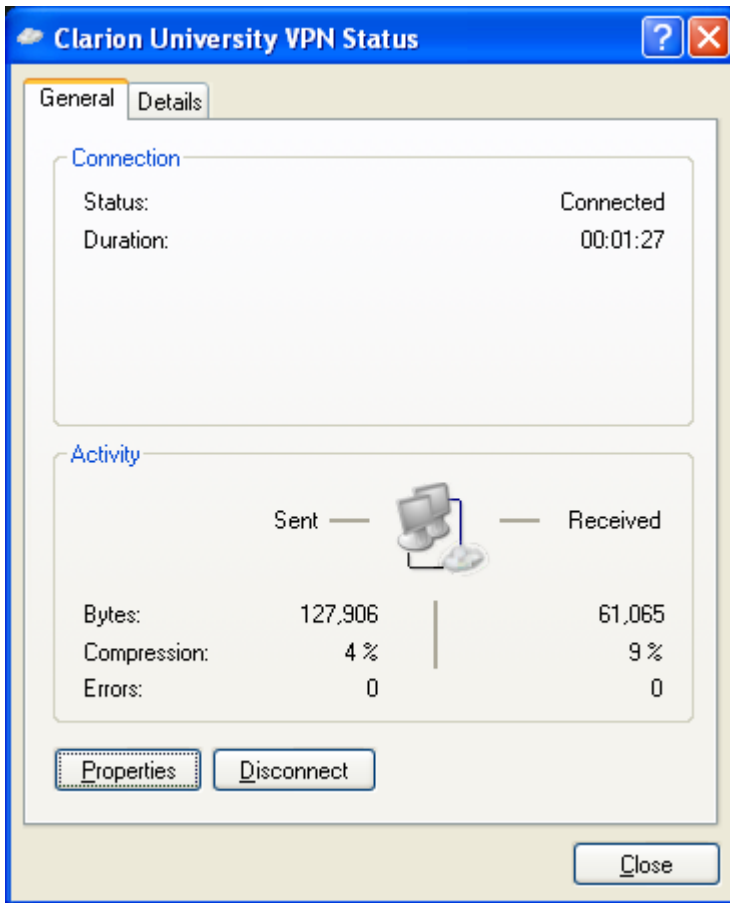 Clarion University VPN Status
General Details
Connection
Status: Connected
Duration: 00:01:27
Activity
Sent Received
Bytes: 127,906 61,065
Compression: 4 % 9 %
Errors: 0 0
Properties Disconnect
Close